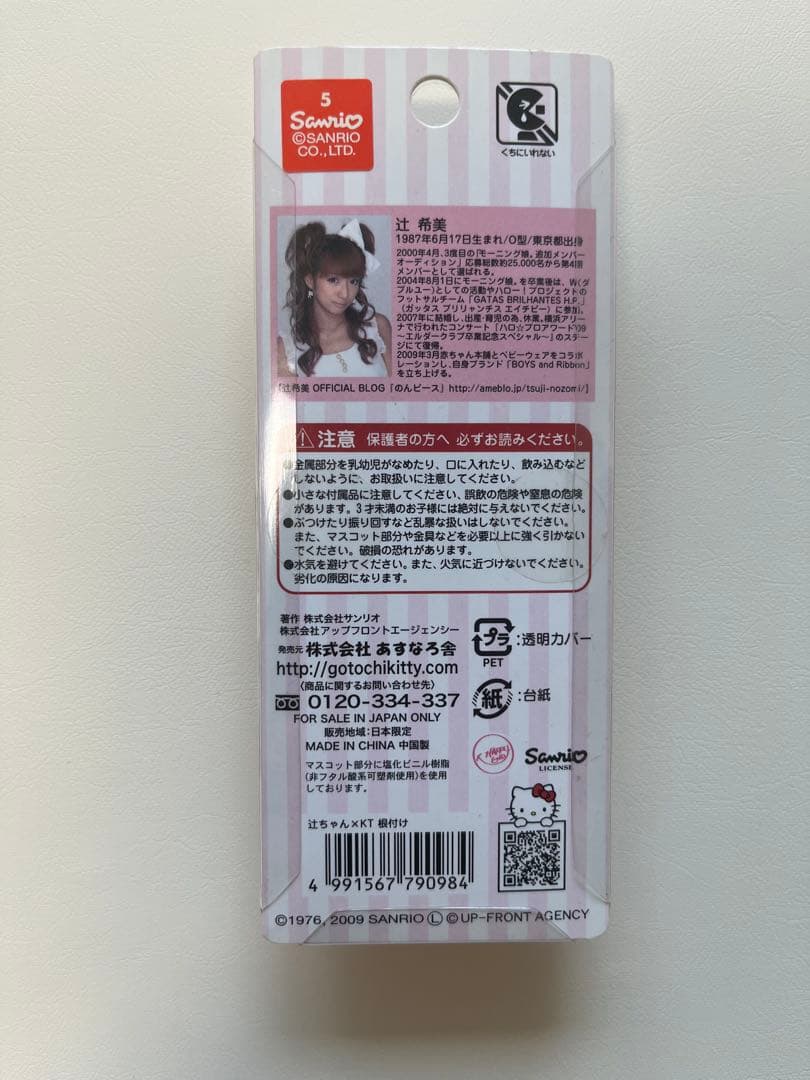 5
Sanrio
©SANRIO
CO.,LTD.
くちにいれない
辻 希美
1987年6月17日生まれ/O型/東京都出身
2000年4月、3度目の「モーニング娘。追加メンバー
オーディション」応募総数約25,000名から第4期
メンバーとして選ばれる。
2004年8月1日にモーニング娘。を卒業後は、W(ダ
ブルユー)としての活動やハロー!プロジェクトの
フットサルチーム「GATAS BRILHANTES H.P.」
(ガッタス ブリリャンチス エイチピー)に参加。
2007年に結婚し、出産・育児の為、休業。横浜アリー
ナで行われたコンサート「ハロ☆プロアワード'09
〜エルダークラブ卒業記念スペシャル〜」のステー
ジにて復帰。
2009年3月赤ちゃん本舗とベビーウェアをコラボ
レーションし、自身ブランド「BOYS and Ribbon」
を立ち上げる。
【辻希美 OFFICIAL BLOG「のんピース」http://ameblo.jp/tsuji-nozomi/】
注意 保護者の方へ 必ずお読みください。
●金属部分を乳幼児がなめたり、口に入れたり、飲み込むなど
しないように、お取扱いに注意してください。
●小さな付属品に注意してください、誤飲の危険や窒息の危険
があります。3才未満のお子様には絶対に与えないでください。
●ぶつけたり振り回すなど乱暴な扱いはしないでください。
また、マスコット部分や金具などを必要以上に強く引かない
でください。破損の恐れがあります。
●水気を避けてください。また、火気に近づけないでください。
劣化の原因になります。
著作 株式会社サンリオ
株式会社アップフロントエージェンシー
発売元 株式会社 あすなろ舎
http://gotochikitty.com
〈商品に関するお問い合わせ先〉
0120-334-337
FOR SALE IN JAPAN ONLY
販売地域:日本限定
MADE IN CHINA 中国製
マスコット部分に塩化ビニル樹脂
(非フタル酸系可塑剤使用)を使用
しております。
プラ
PET
:透明カバー
紙
:台紙
Sanrio
LICENSE
辻ちゃん×KT 根付け
4 991567 790984
©1976, 2009 SANRIO Ⓛ © UP-FRONT AGENCY